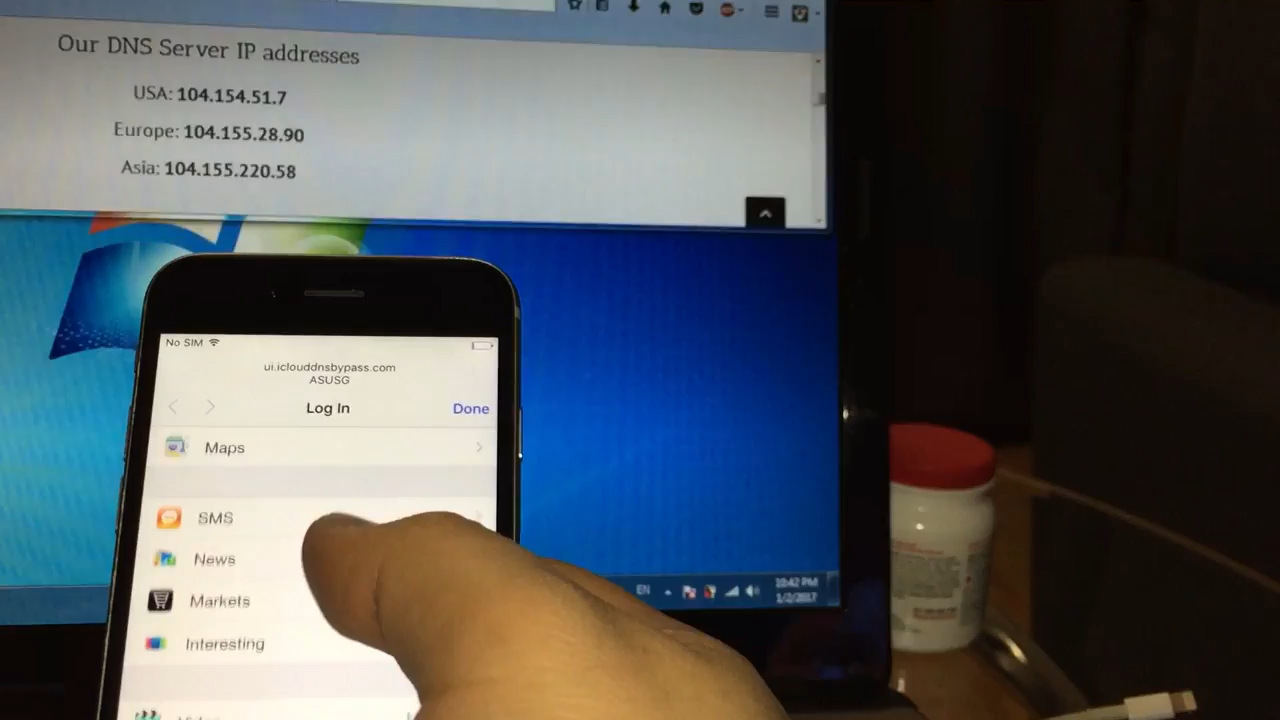 Our DNS Server IP addresses
USA: 104.154.51.7
Europe: 104.155.28.90
Asia: 104.155.220.58
No SIM
ui.iclouddnsbypass.com
ASUSG
Log In
Done
Maps
SMS
News
Markets
Interesting
EN
10:42 PM
1/2/2017